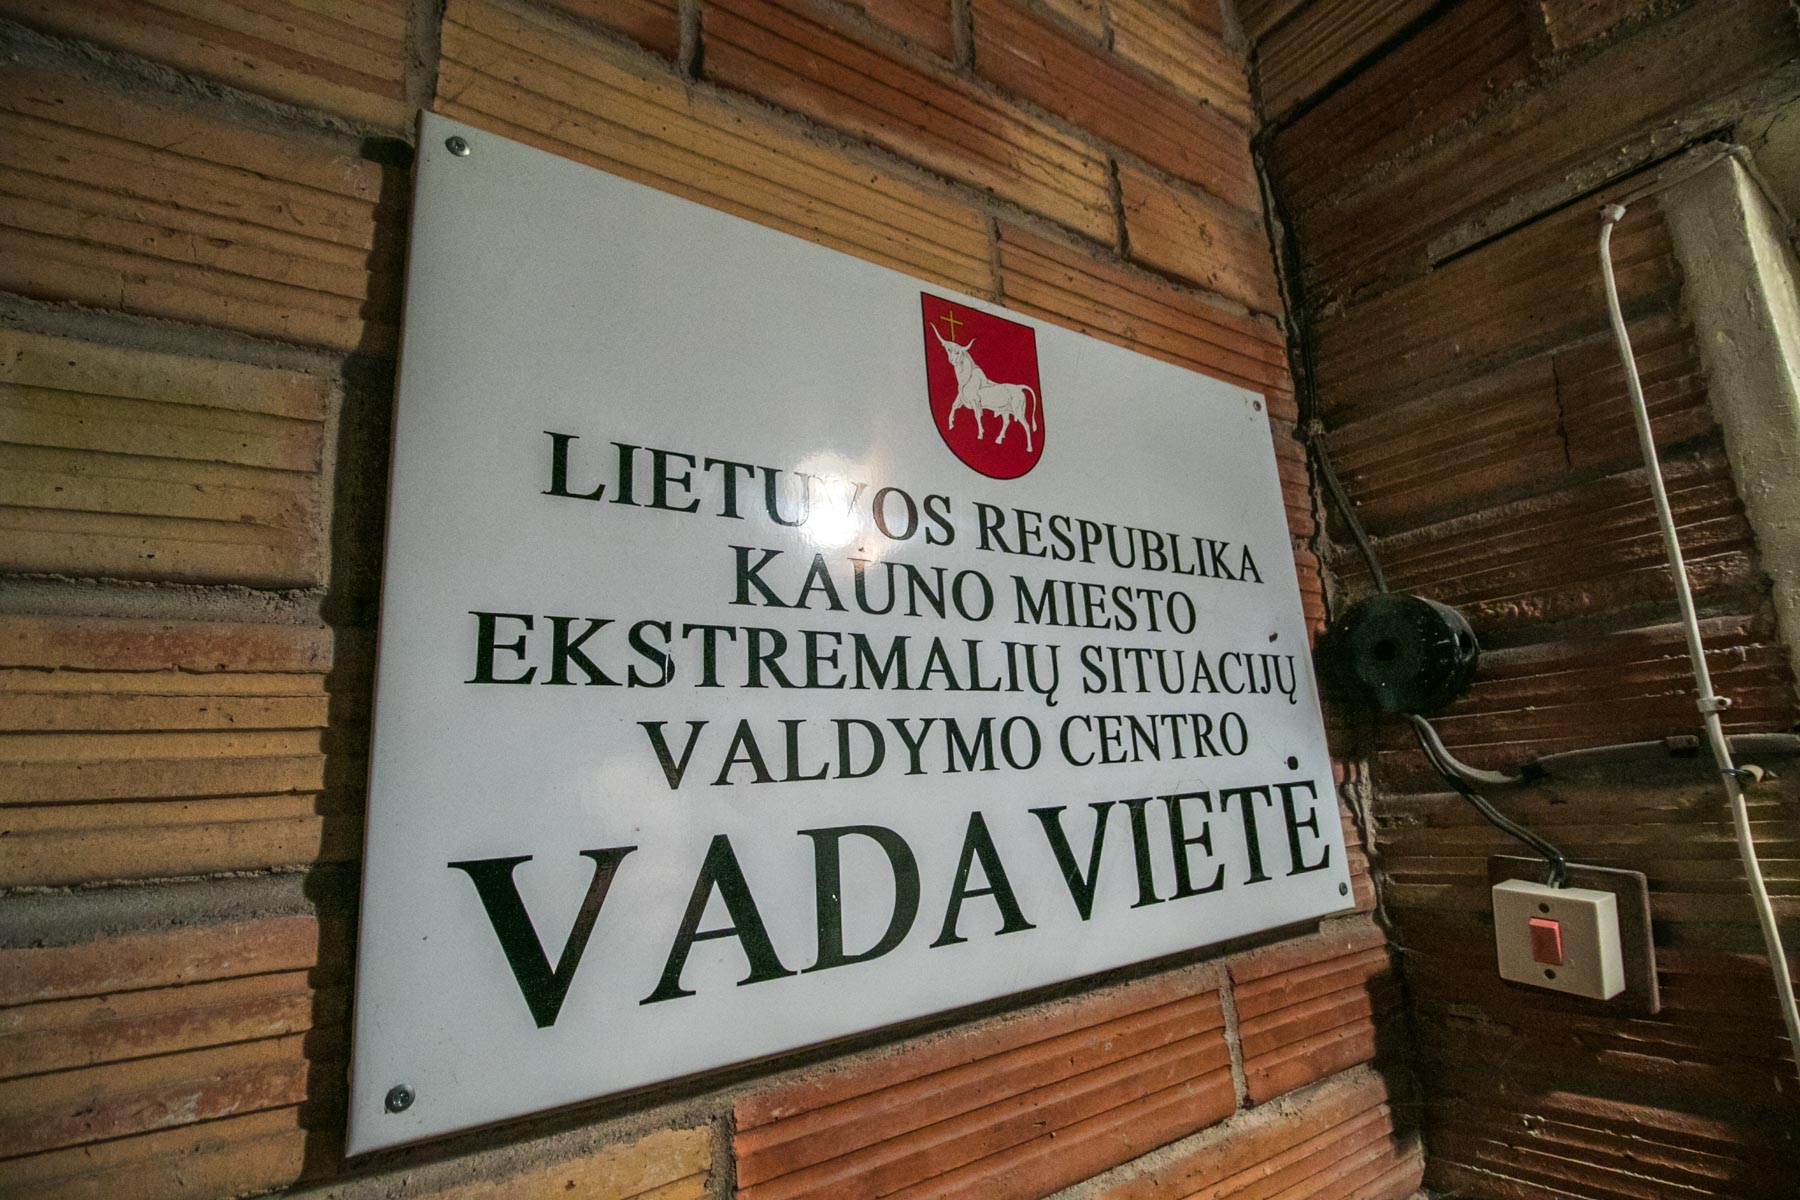 LIETUVOS RESPUBLIKA
KAUNO MIESTO
EKSTREMALIŲ SITUACIJŲ
VALDYMO CENTRO
VADAVIETĖ